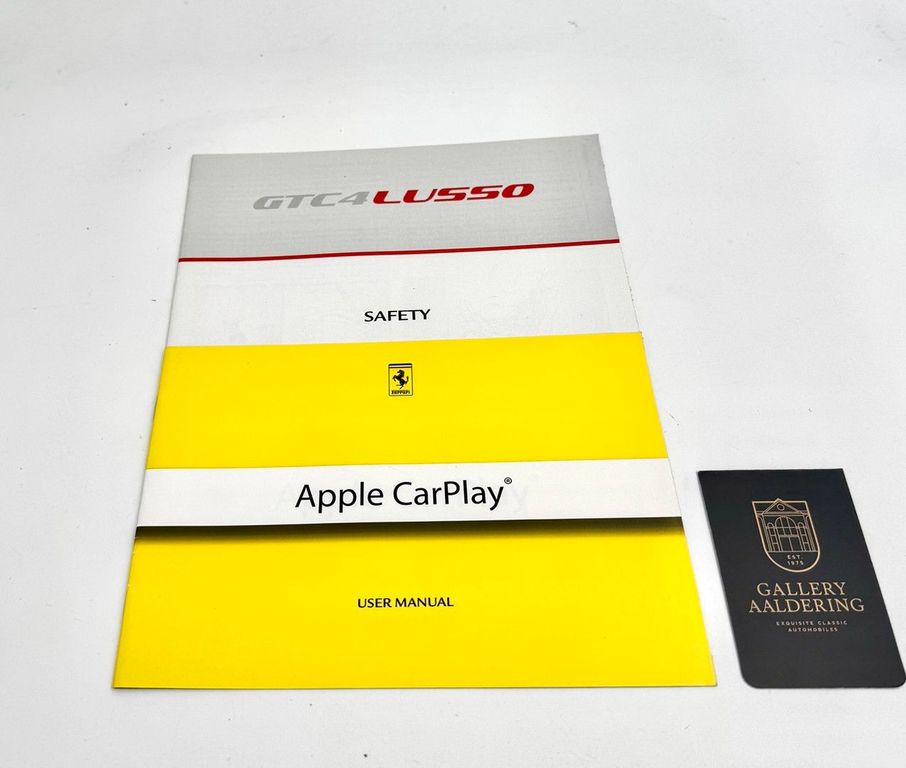 GTC4LUSSO
SAFETY
Ferrari
Apple CarPlay®
USER MANUAL
EST.
1975
GALLERY
AALDERING
EXQUISITE CLASSIC
AUTOMOBILES